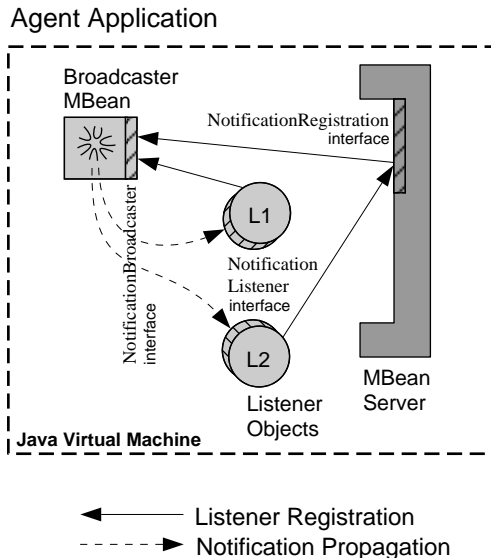 Agent Application
Broadcaster
MBean
NotificationRegistration
interface
L1
NotificationBroadcaster
interface
Notification
Listener
interface
L2
Listener
Objects
MBean
Server
Java Virtual Machine
Listener Registration
Notification Propagation